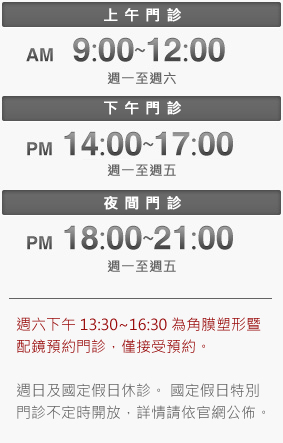 上午門診
AM 9:00~12:00
週一至週六
下午門診
PM 14:00~17:00
週一至週五
夜間門診
PM 18:00~21:00
週一至週五
週六下午 13:30~16:30 為角膜塑形暨
配鏡預約門診，僅接受預約。
週日及國定假日休診。 國定假日特別
門診不定時開放，詳情請依官網公佈。